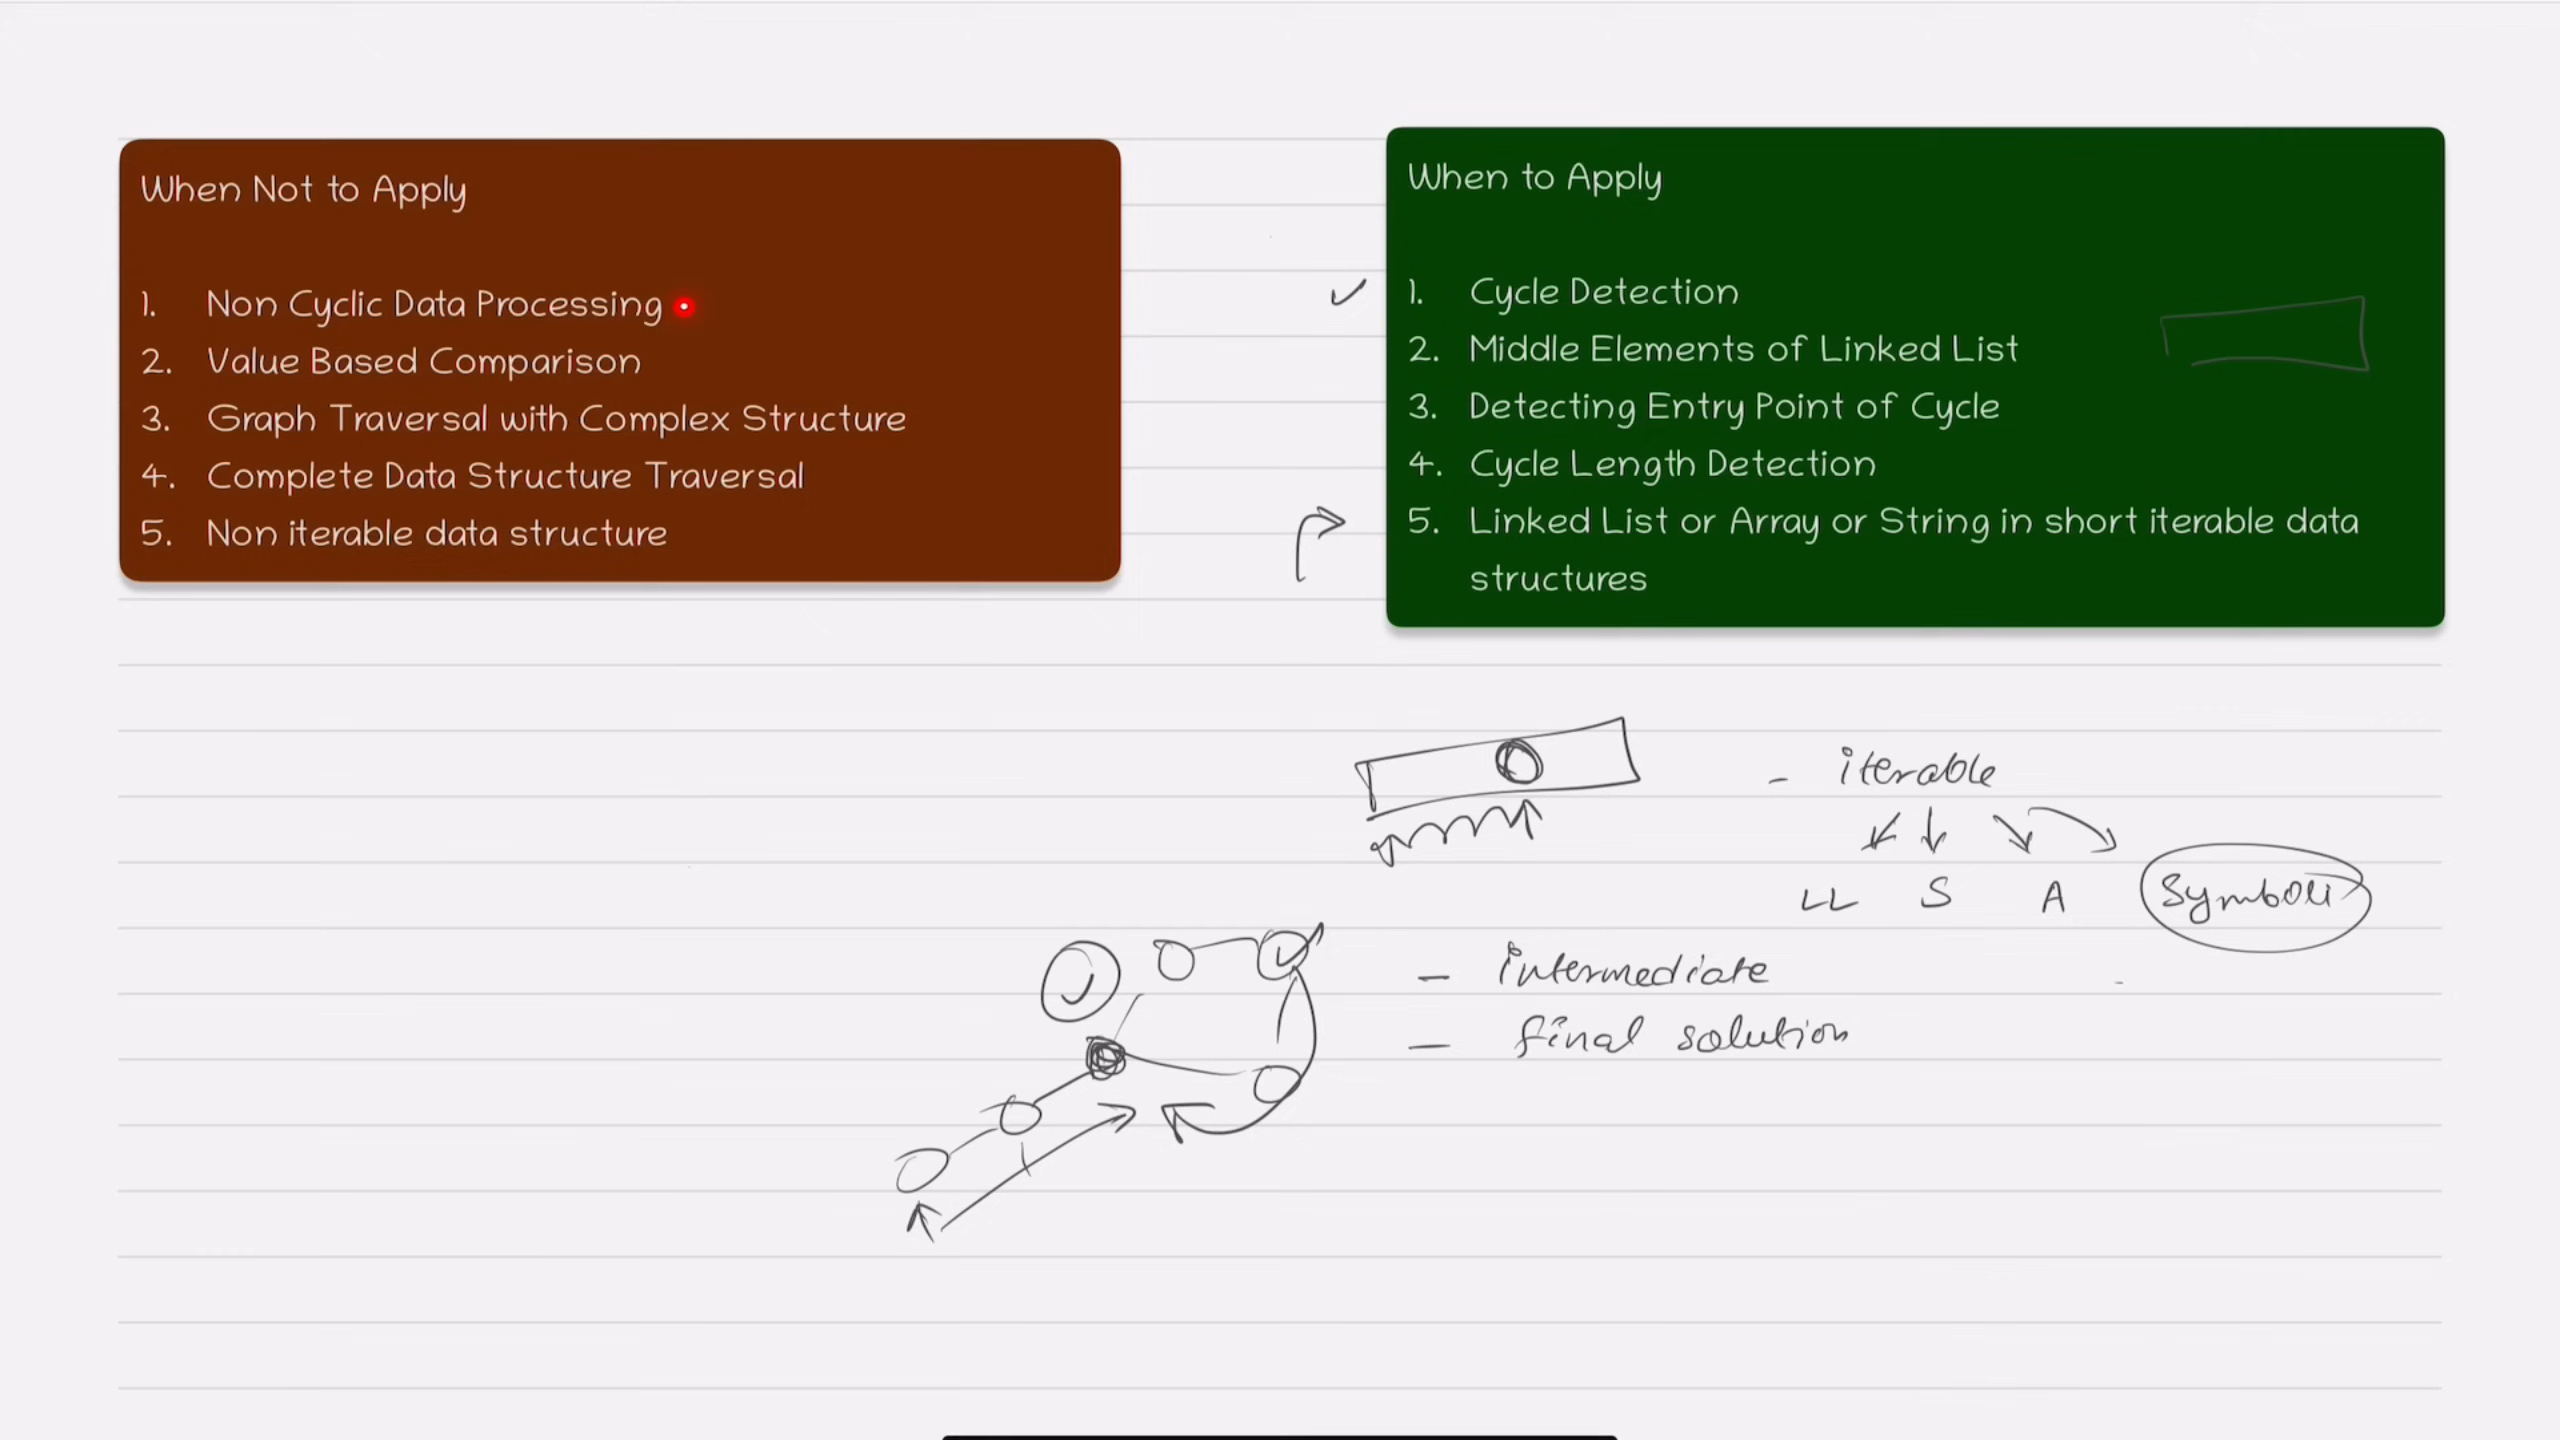 When Not to Apply
1. Non Cyclic Data Processing
2. Value Based Comparison
3. Graph Traversal with Complex Structure
4. Complete Data Structure Traversal
5. Non iterable data structure
When to Apply
1. Cycle Detection
2. Middle Elements of Linked List
3. Detecting Entry Point of Cycle
4. Cycle Length Detection
5. Linked List or Array or String in short iterable data
structures
- iterable
LL S A
- intermediate
- final solution